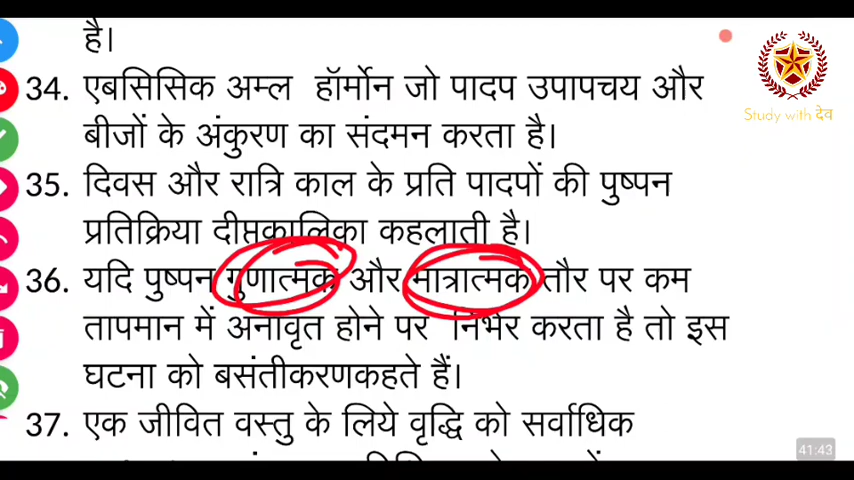 है।
34. एबसिसिक अम्ल हॉर्मोन जो पादप उपापचय और
बीजों के अंकुरण का संदमन करता है।
35. दिवस और रात्रि काल के प्रति पादपों की पुष्पन
प्रतिक्रिया दीप्तकालिका कहलाती है।
36. यदि पुष्पन गुणात्मक और मात्रात्मक तौर पर कम
तापमान में अनावृत होने पर निर्भर करता है तो इस
घटना को बसंतीकरणकहते हैं।
37. एक जीवित वस्तु के लिये वृद्धि को सर्वाधिक
Study with देव
41:43